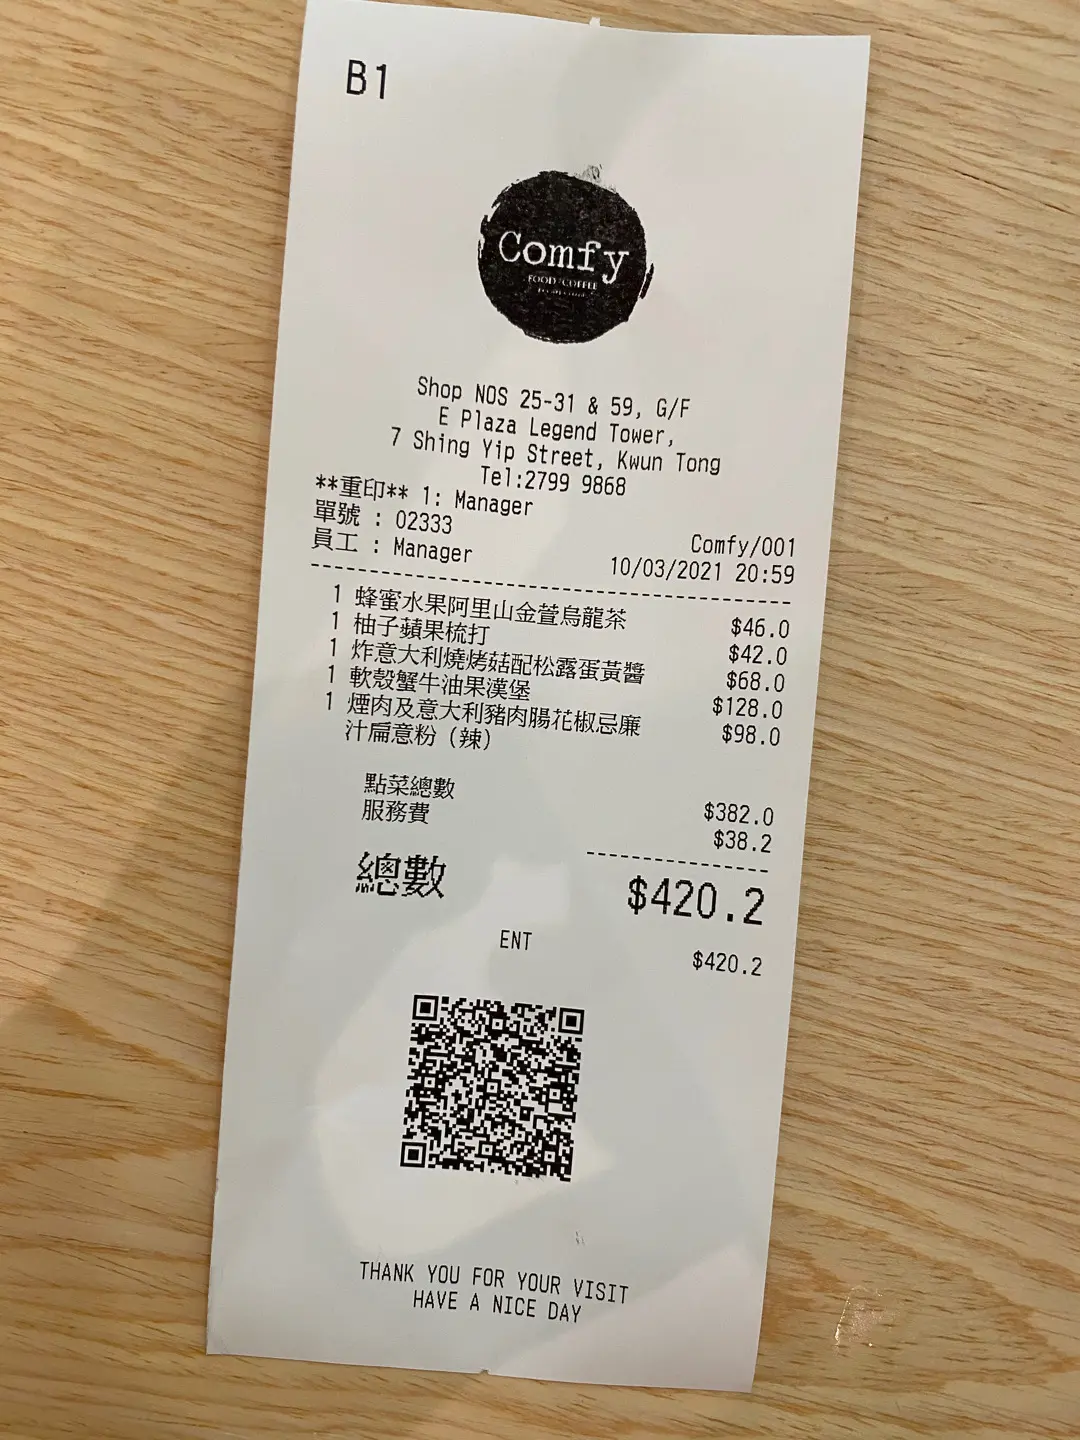 B1
Comfy
FOOD COFFEE
Shop NOS 25-31 & 59, G/F
E Plaza Legend Tower,
7 Shing Yip Street, Kwun Tong
Tel:2799 9868
**重印** 1: Manager
單號 : 02333 Comfy/001
員工 : Manager 10/03/2021 20:59
1 蜂蜜水果阿里山金萱烏龍茶 $46.0
1 柚子蘋果梳打 $42.0
1 炸意大利燒烤菇配松露蛋黃醬 $68.0
1 軟殼蟹牛油果漢堡 $128.0
1 煙肉及意大利豬肉腸花椒忌廉 $98.0
汁扁意粉（辣）
點菜總數 $382.0
服務費 $38.2
總數 $420.2
ENT $420.2
THANK YOU FOR YOUR VISIT
HAVE A NICE DAY